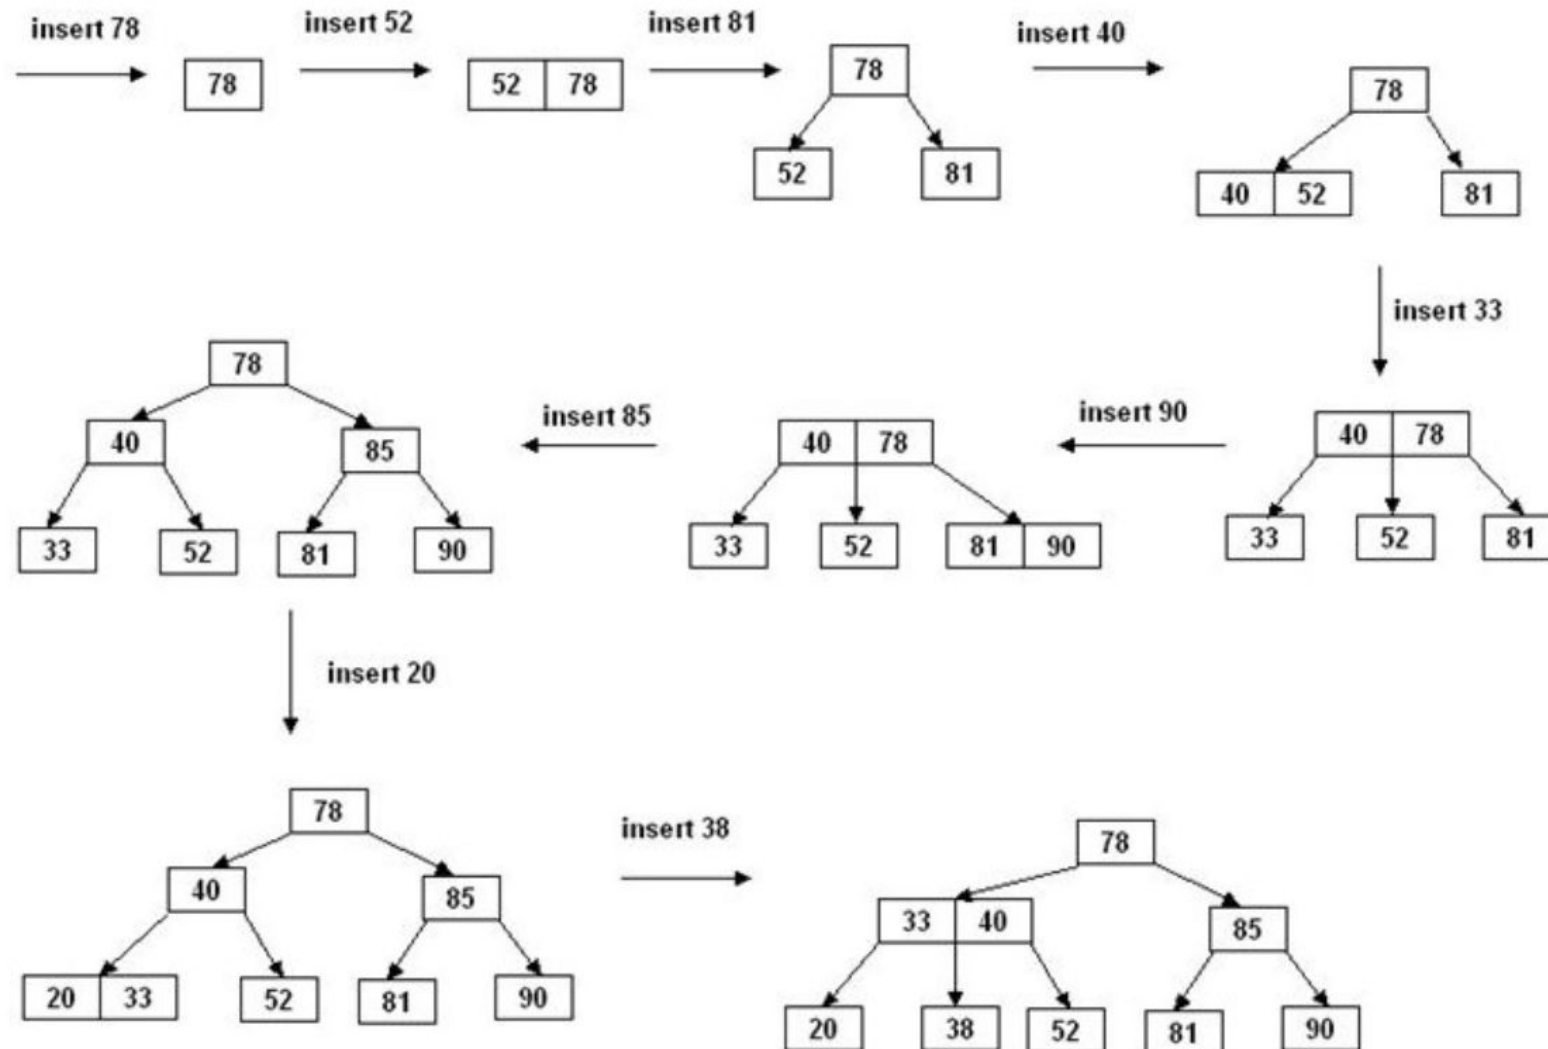 insert 78
78
insert 52
52 78
insert 81
78
52 81
insert 40
78
40 52 81
insert 33
40 78
33 52 81
insert 90
40 78
33 52 81 90
insert 85
78
40 85
33 52 81 90
insert 20
78
40 85
20 33 52 81 90
insert 38
78
33 40 85
20 38 52 81 90